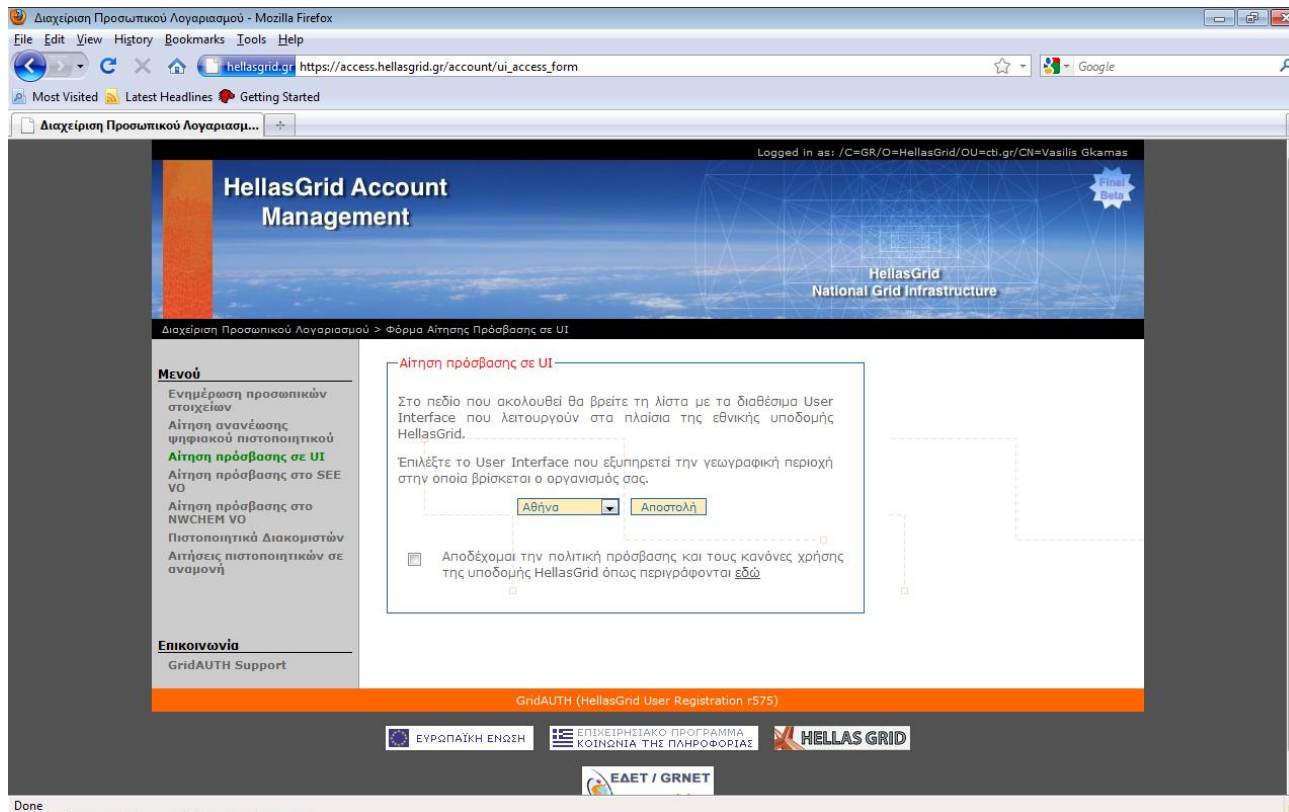 Διαχείριση Προσωπικού Λογαριασμού - Mozilla Firefox
File Edit View History Bookmarks Tools Help
hellasgrid.gr https://access.hellasgrid.gr/account/ui_access_form
Google
Most Visited Latest Headlines Getting Started
Διαχείριση Προσωπικού Λογαριασμ...
Logged in as: /C=GR/O=HellasGrid/OU=cti.gr/CN=Vasilis Gkamas
HellasGrid Account
Management
Final
Beta
HellasGrid
National Grid Infrastructure
Διαχείριση Προσωπικού Λογαριασμού > Φόρμα Αίτησης Πρόσβασης σε UI
Μενού
Ενημέρωση προσωπικών
στοιχείων
Αίτηση ανανέωσης
ψηφιακού πιστοποιητικού
Αίτηση πρόσβασης σε UI
Αίτηση πρόσβασης στο SEE
VO
Αίτηση πρόσβασης στο
NWCHEM VO
Πιστοποιητικά Διακομιστών
Αιτήσεις πιστοποιητικών σε
αναμονή
Επικοινωνία
GridAUTH Support
Αίτηση πρόσβασης σε UI
Στο πεδίο που ακολουθεί θα βρείτε τη λίστα με τα διαθέσιμα User
Interface που λειτουργούν στα πλαίσια της εθνικής υποδομής
HellasGrid.
Έπιλέξτε το User Interface που εξυπηρετεί την γεωγραφική περιοχή
στην οποία βρίσκεται ο οργανισμός σας.
Αθήνα Αποστολή
Αποδέχομαι την πολιτική πρόσβασης και τους κανόνες χρήσης
της υποδομής HellasGrid όπως περιγράφονται εδώ
GridAUTH (HellasGrid User Registration r575)
ΕΥΡΩΠΑΪΚΗ ΕΝΩΣΗ
ΕΠΙΧΕΙΡΗΣΙΑΚΟ ΠΡΟΓΡΑΜΜΑ
ΚΟΙΝΩΝΙΑ ΤΗΣ ΠΛΗΡΟΦΟΡΙΑΣ
HELLAS GRID
ΕΔΕΤ / GRNET
Done